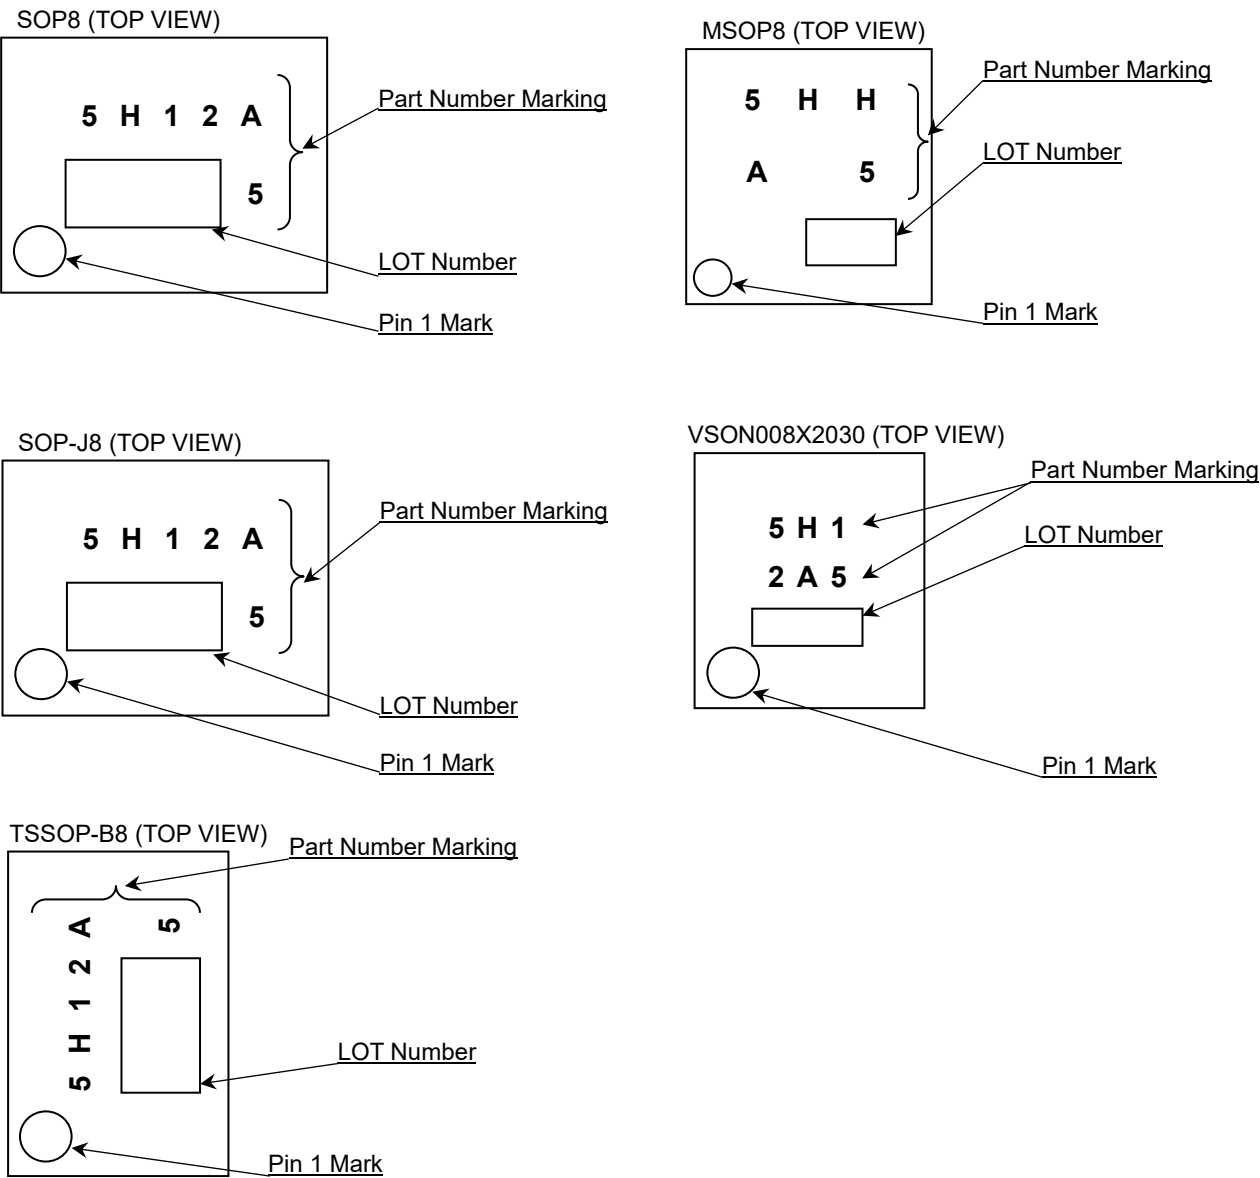 SOP8 (TOP VIEW)
5 H 1 2 A
5
Part Number Marking
LOT Number
Pin 1 Mark
MSOP8 (TOP VIEW)
5 H H
A 5
Part Number Marking
LOT Number
Pin 1 Mark
SOP-J8 (TOP VIEW)
5 H 1 2 A
5
Part Number Marking
LOT Number
Pin 1 Mark
VSON008X2030 (TOP VIEW)
5 H 1
2 A 5
Part Number Marking
LOT Number
Pin 1 Mark
TSSOP-B8 (TOP VIEW)
Part Number Marking
5 H 1 2 A
5
LOT Number
Pin 1 Mark